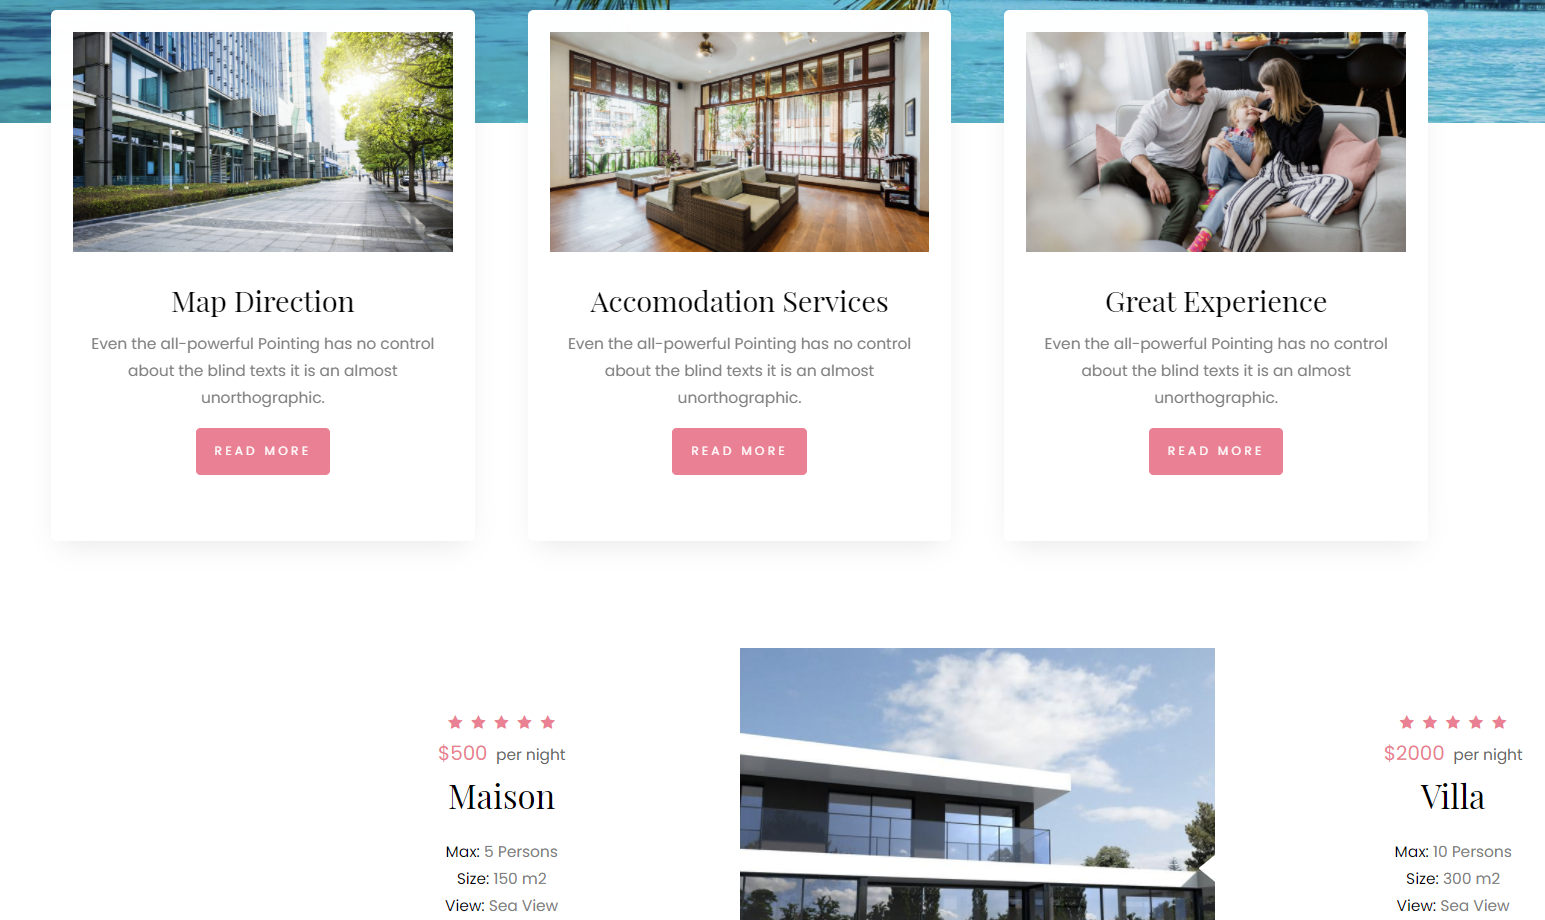 Map Direction
Even the all-powerful Pointing has no control
about the blind texts it is an almost
unorthographic.
READ MORE
Accomodation Services
Even the all-powerful Pointing has no control
about the blind texts it is an almost
unorthographic.
READ MORE
Great Experience
Even the all-powerful Pointing has no control
about the blind texts it is an almost
unorthographic.
READ MORE
$500 per night
Maison
Max: 5 Persons
Size: 150 m2
View: Sea View
$2000 per night
Villa
Max: 10 Persons
Size: 300 m2
View: Sea View